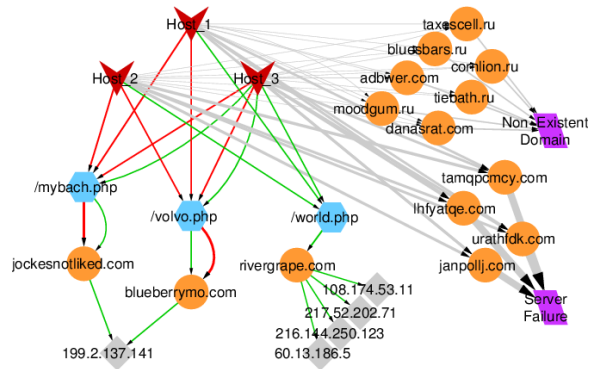 Host_1
taxescell.ru
bluesbars.ru
cornlion.ru
Host_2
Host_3
adbwer.com
tiebath.ru
moodgum.ru
danasrat.com
Non-Existent
Domain
tamqpcmcy.com
/mybach.php
/volvo.php
/world.php
lhfyatqe.com
urathfdk.com
jockesnotliked.com
rivergrape.com
janpollj.com
blueberrymo.com
108.174.53.11
Server
Failure
217.52.202.71
216.144.250.123
199.2.137.141
60.13.186.5